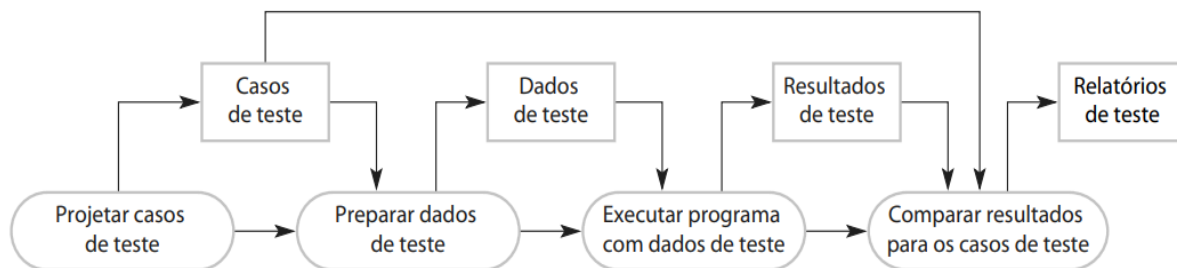 Casos
de teste
Dados
de teste
Resultados
de teste
Relatórios
de teste
Projetar casos
de teste
Preparar dados
de teste
Executar programa
com dados de teste
Comparar resultados
para os casos de teste